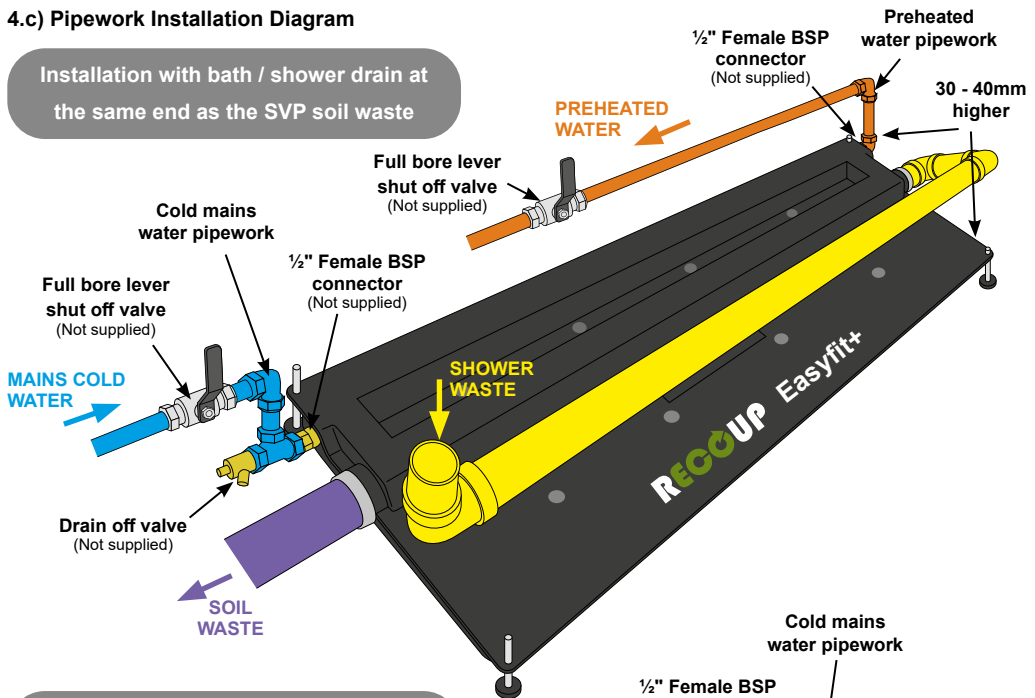 4.c) Pipework Installation Diagram
Installation with bath / shower drain at
the same end as the SVP soil waste
Preheated
water pipework
½" Female BSP
connector
(Not supplied)
30 - 40mm
higher
PREHEATED
WATER
Full bore lever
shut off valve
(Not supplied)
Cold mains
water pipework
½" Female BSP
connector
(Not supplied)
Full bore lever
shut off valve
(Not supplied)
MAINS COLD
WATER
SHOWER
WASTE
RECOUP Easyfit+
Drain off valve
(Not supplied)
SOIL
WASTE
Cold mains
water pipework
½" Female BSP